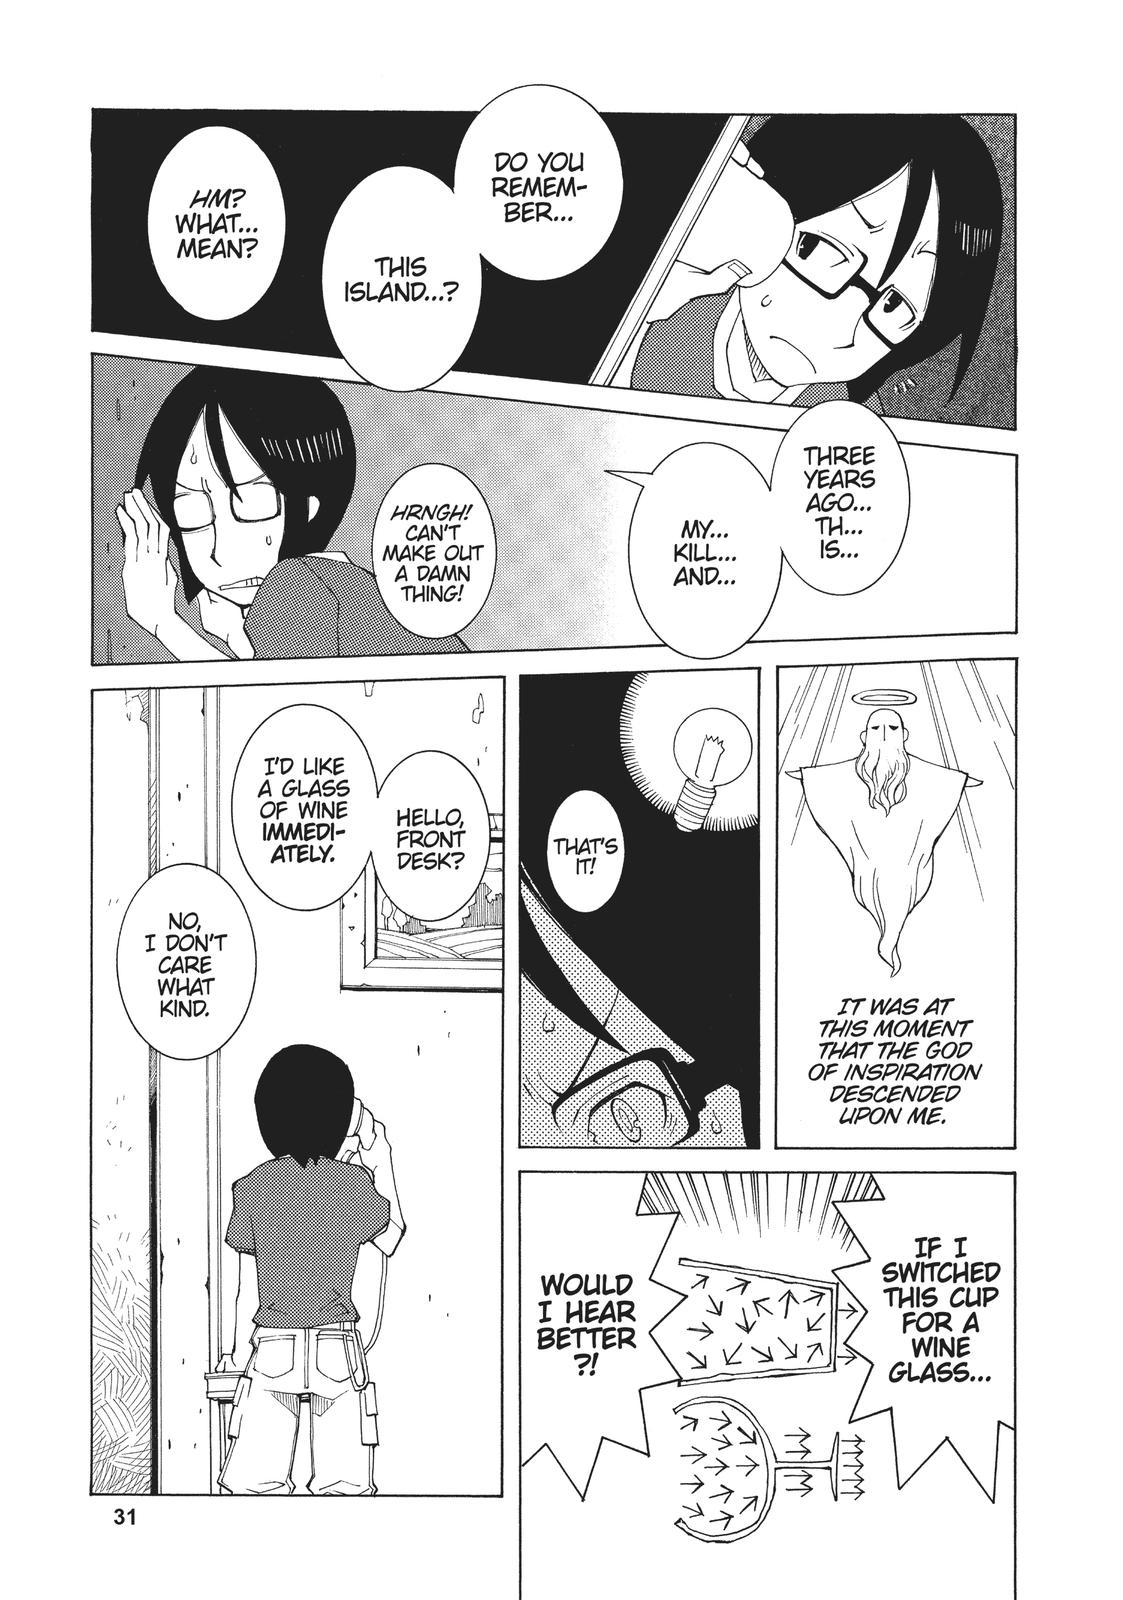 DO YOU
REMEM-
BER...
THIS
ISLAND...?
HM?
WHAT...
MEAN?
THREE
YEARS
AGO...
TH...
IS...
MY...
KILL...
AND...
HRNGH!
CAN'T
MAKE OUT
A DAMN
THING!
IT WAS AT
THIS MOMENT
THAT THE GOD
OF INSPIRATION
DESCENDED
UPON ME.
THAT'S
IT!
IF I
SWITCHED
THIS CUP
FOR A
WINE
GLASS...
WOULD
I HEAR
BETTER
?!
HELLO,
FRONT
DESK?
I'D LIKE
A GLASS
OF WINE
IMMEDI-
ATELY.
NO,
I DON'T
CARE
WHAT
KIND.
31